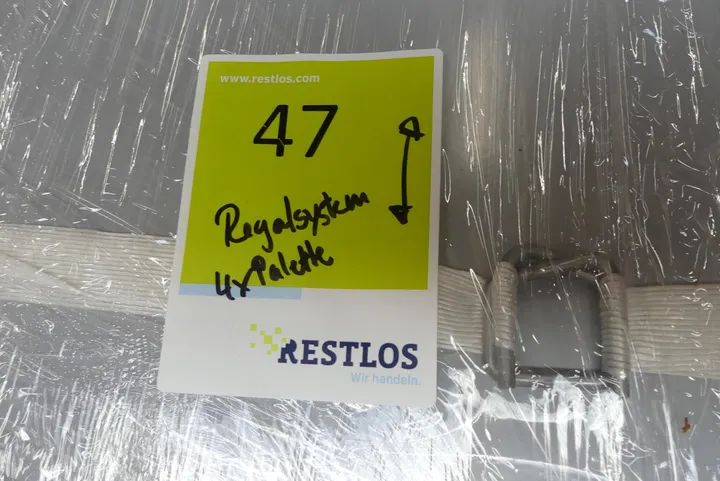 www.restlos.com
47
Regalsystem
4x Palette
RESTLOS
Wir handeln.